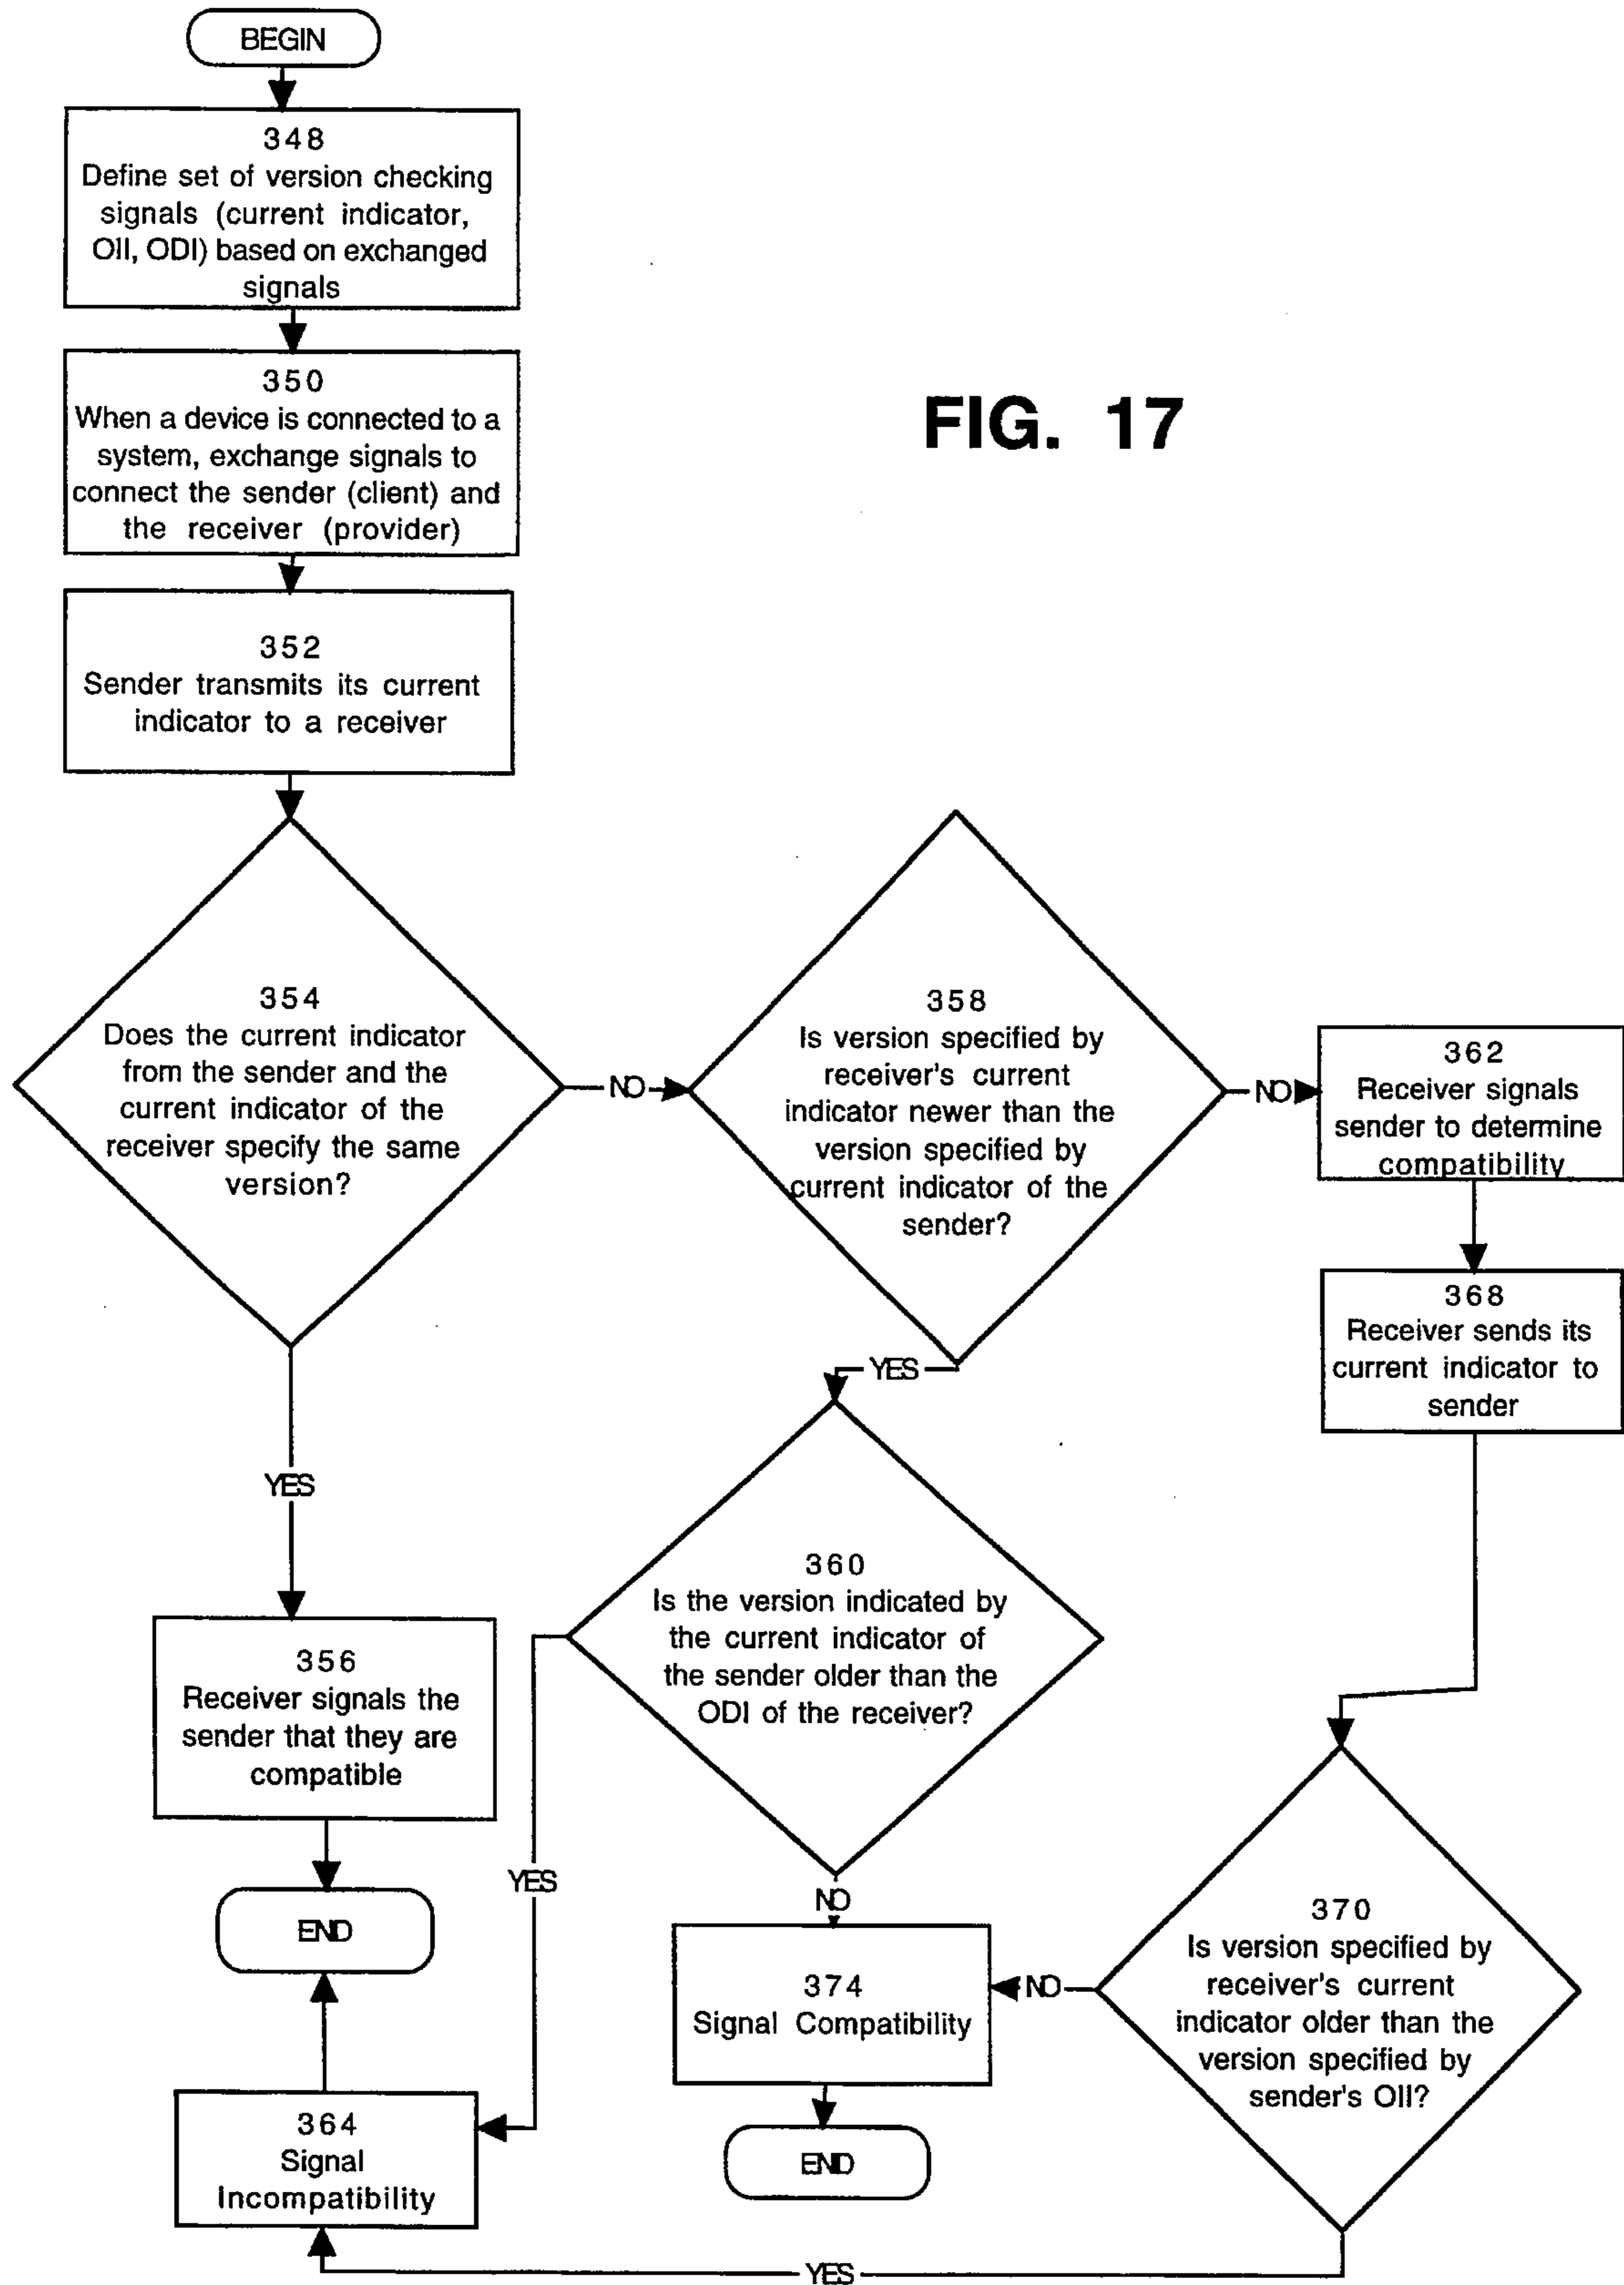 BEGIN
348
Define set of version checking
signals (current indicator,
OII, ODI) based on exchanged
signals
350
When a device is connected to a
system, exchange signals to
connect the sender (client) and
the receiver (provider)
FIG. 17
352
Sender transmits its current
indicator to a receiver
354
Does the current indicator
from the sender and the
current indicator of the
receiver specify the same
version?
NO
358
Is version specified by
receiver's current
indicator newer than the
version specified by
current indicator of the
sender?
NO
362
Receiver signals
sender to determine
compatibility
368
Receiver sends its
current indicator to
sender
YES
YES
360
Is the version indicated by
the current indicator of
the sender older than the
ODI of the receiver?
356
Receiver signals the
sender that they are
compatible
YES
NO
END
370
Is version specified by
receiver's current
indicator older than the
version specified by
sender's OII?
NO
374
Signal Compatibility
END
364
Signal
Incompatibility
YES